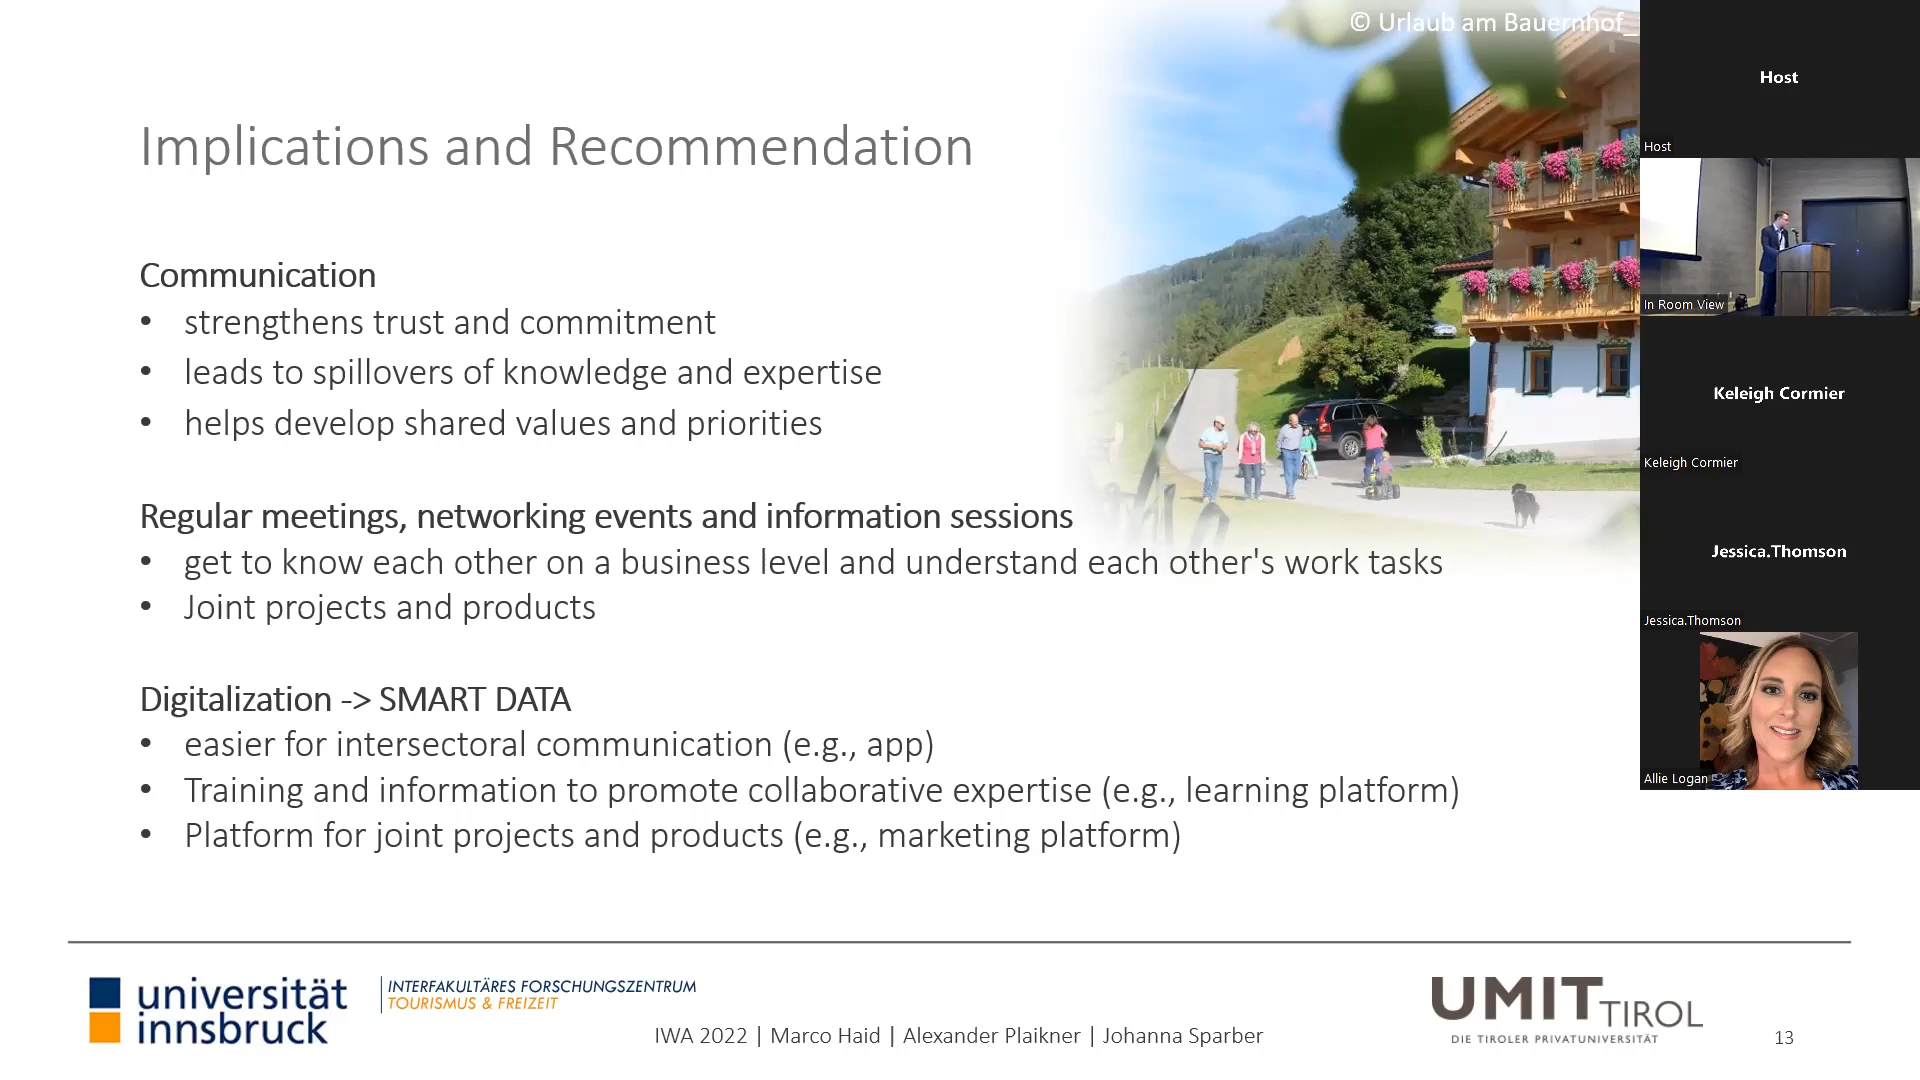 © Urlaub am Bauernhof_
Implications and Recommendation
Communication
• strengthens trust and commitment
• leads to spillovers of knowledge and expertise
• helps develop shared values and priorities
Regular meetings, networking events and information sessions
• get to know each other on a business level and understand each other's work tasks
• Joint projects and products
Digitalization -> SMART DATA
• easier for intersectoral communication (e.g., app)
• Training and information to promote collaborative expertise (e.g., learning platform)
• Platform for joint projects and products (e.g., marketing platform)
universität
innsbruck
INTERFAKULTÄRES FORSCHUNGSZENTRUM
TOURISMUS & FREIZEIT
IWA 2022 | Marco Haid | Alexander Plaikner | Johanna Sparber
UMIT TIROL
DIE TIROLER PRIVATUNIVERSITÄT
13
Host
Host
In Room View
Keleigh Cormier
Keleigh Cormier
Jessica.Thomson
Jessica.Thomson
Allie Logan